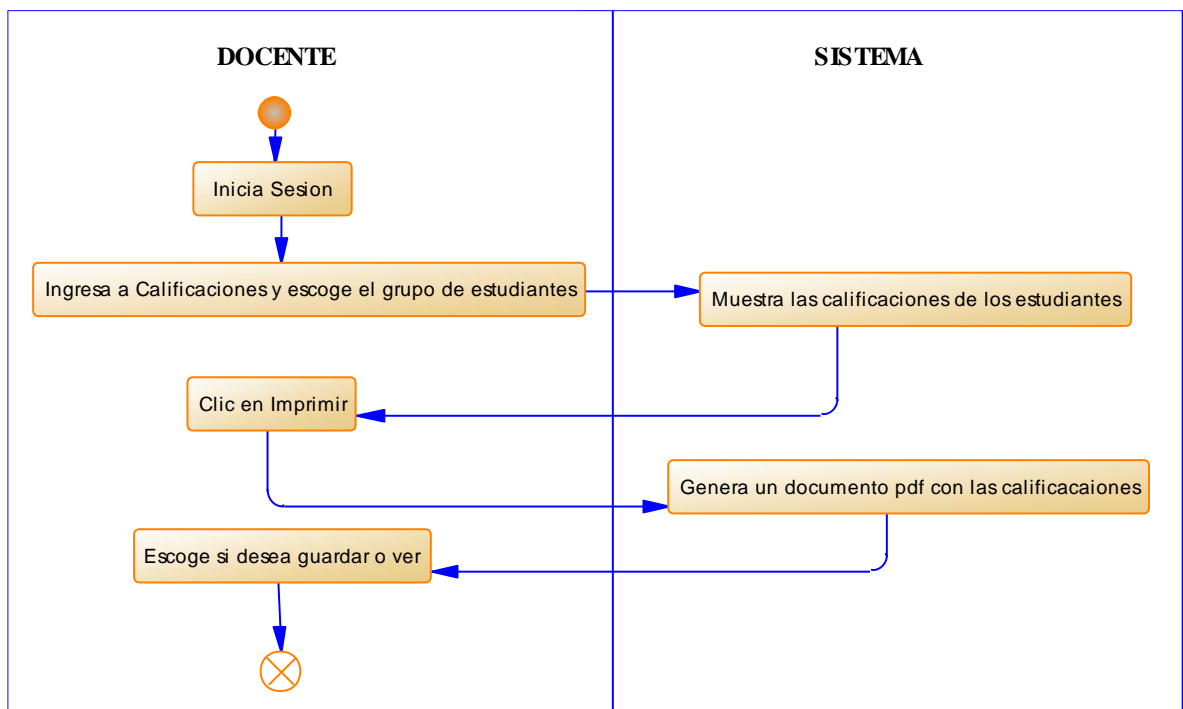 DOCENTE
SISTEMA
Inicia Sesion
Ingresa a Calificaciones y escoge el grupo de estudiantes
Muestra las calificaciones de los estudiantes
Clic en Imprimir
Genera un documento pdf con las calificacaiones
Escoge si desea guardar o ver